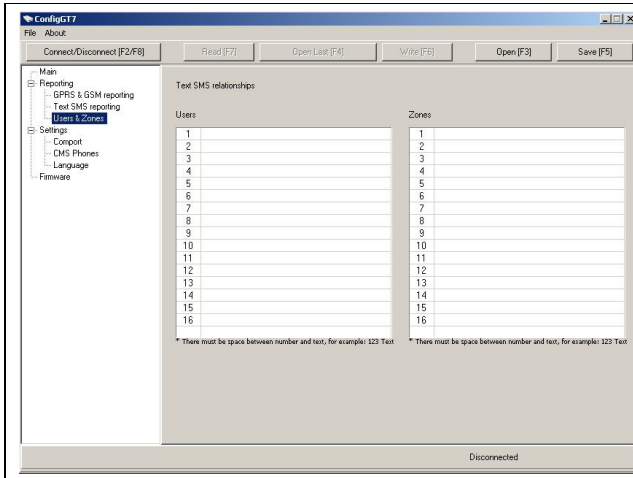 ConfigGT7
File About
Connect/Disconnect [F2/F8] Read [F7] Open Last [F4] Write [F6] Open [F3] Save [F5]
Main
Reporting
GPRS & GSM reporting
Text SMS reporting
Users & Zones
Settings
Comport
CMS Phones
Language
Firmware
Text SMS relationships
Users
1
2
3
4
5
6
7
8
9
10
11
12
13
14
15
16
* There must be space between number and text, for example: 123 Text
Zones
1
2
3
4
5
6
7
8
9
10
11
12
13
14
15
16
* There must be space between number and text, for example: 123 Text
Disconnected